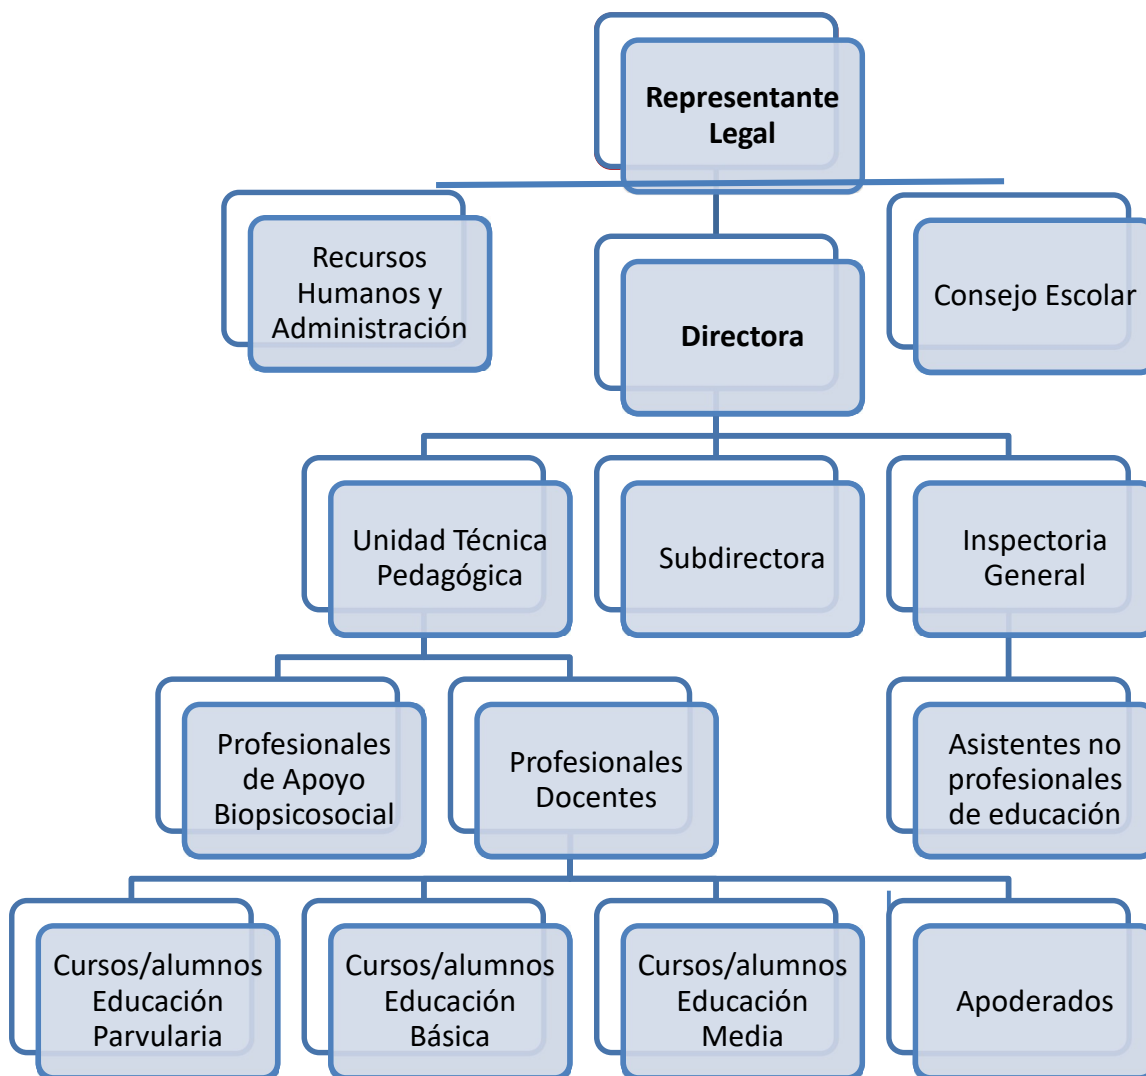 Representante
Legal
Recursos
Humanos y
Administración
Directora
Consejo Escolar
Unidad Técnica
Pedagógica
Subdirectora
Inspectoria
General
Profesionales
de Apoyo
Biopsicosocial
Profesionales
Docentes
Asistentes no
profesionales
de educación
Cursos/alumnos
Educación
Parvularia
Cursos/alumnos
Educación
Básica
Cursos/alumnos
Educación
Media
Apoderados